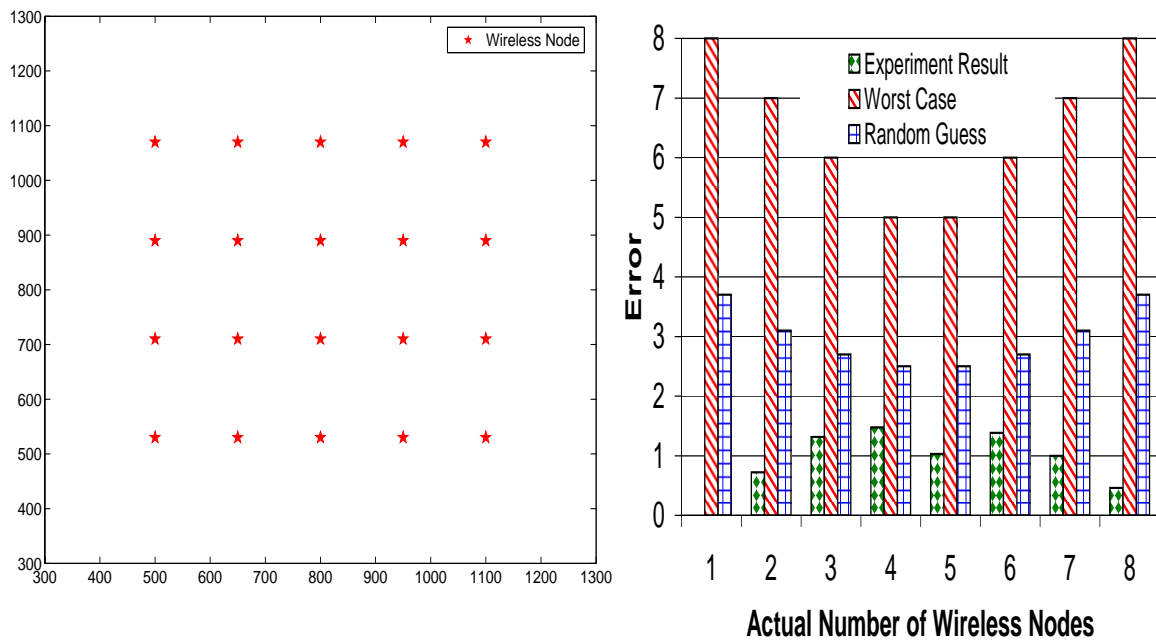 1300
1200
1100
1000
900
800
700
600
500
400
300
300 400 500 600 700 800 900 1000 1100 1200 1300
Wireless Node
8
7
6
5
4
3
2
1
0
Error
Experiment Result
Worst Case
Random Guess
1 2 3 4 5 6 7 8
Actual Number of Wireless Nodes